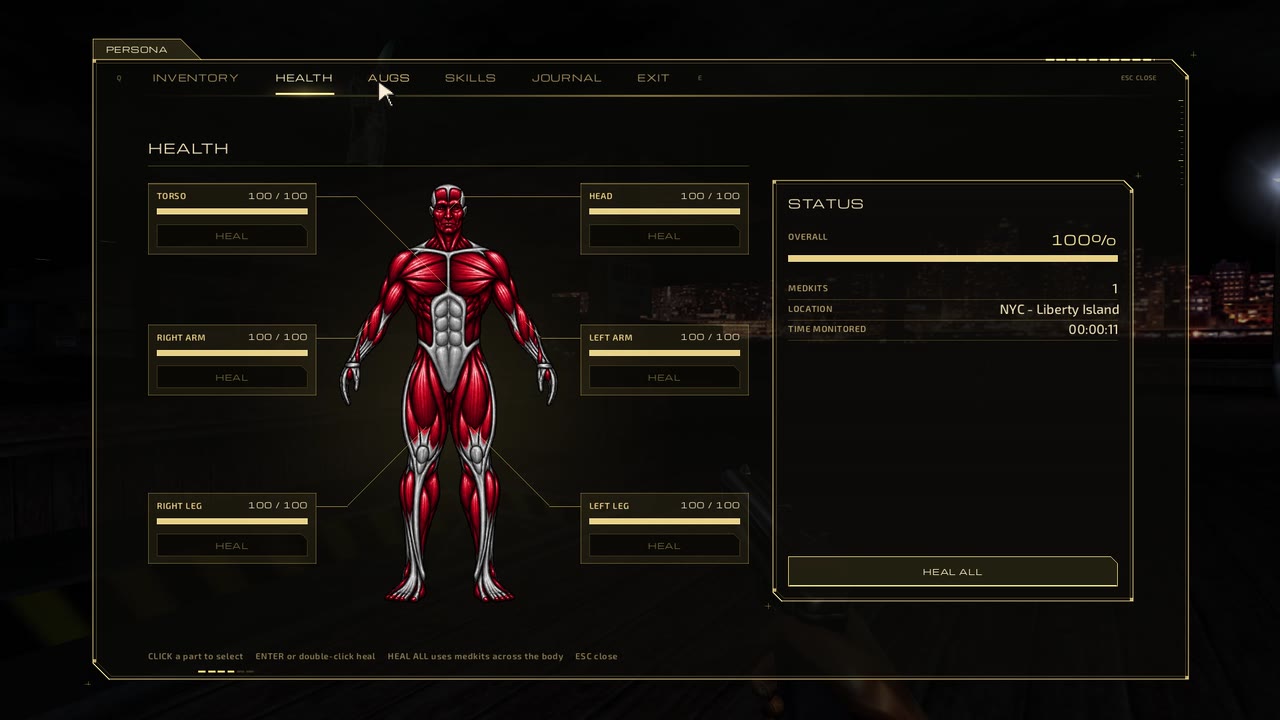 PERSONA
Q INVENTORY HEALTH AUGS SKILLS JOURNAL EXIT E ESC CLOSE
HEALTH
TORSO 100 / 100
HEAL
HEAD 100 / 100
HEAL
RIGHT ARM 100 / 100
HEAL
LEFT ARM 100 / 100
HEAL
RIGHT LEG 100 / 100
HEAL
LEFT LEG 100 / 100
HEAL
STATUS
OVERALL 100%
MEDKITS 1
LOCATION NYC - Liberty Island
TIME MONITORED 00:00:11
HEAL ALL
CLICK a part to select ENTER or double-click heal HEAL ALL uses medkits across the body ESC close